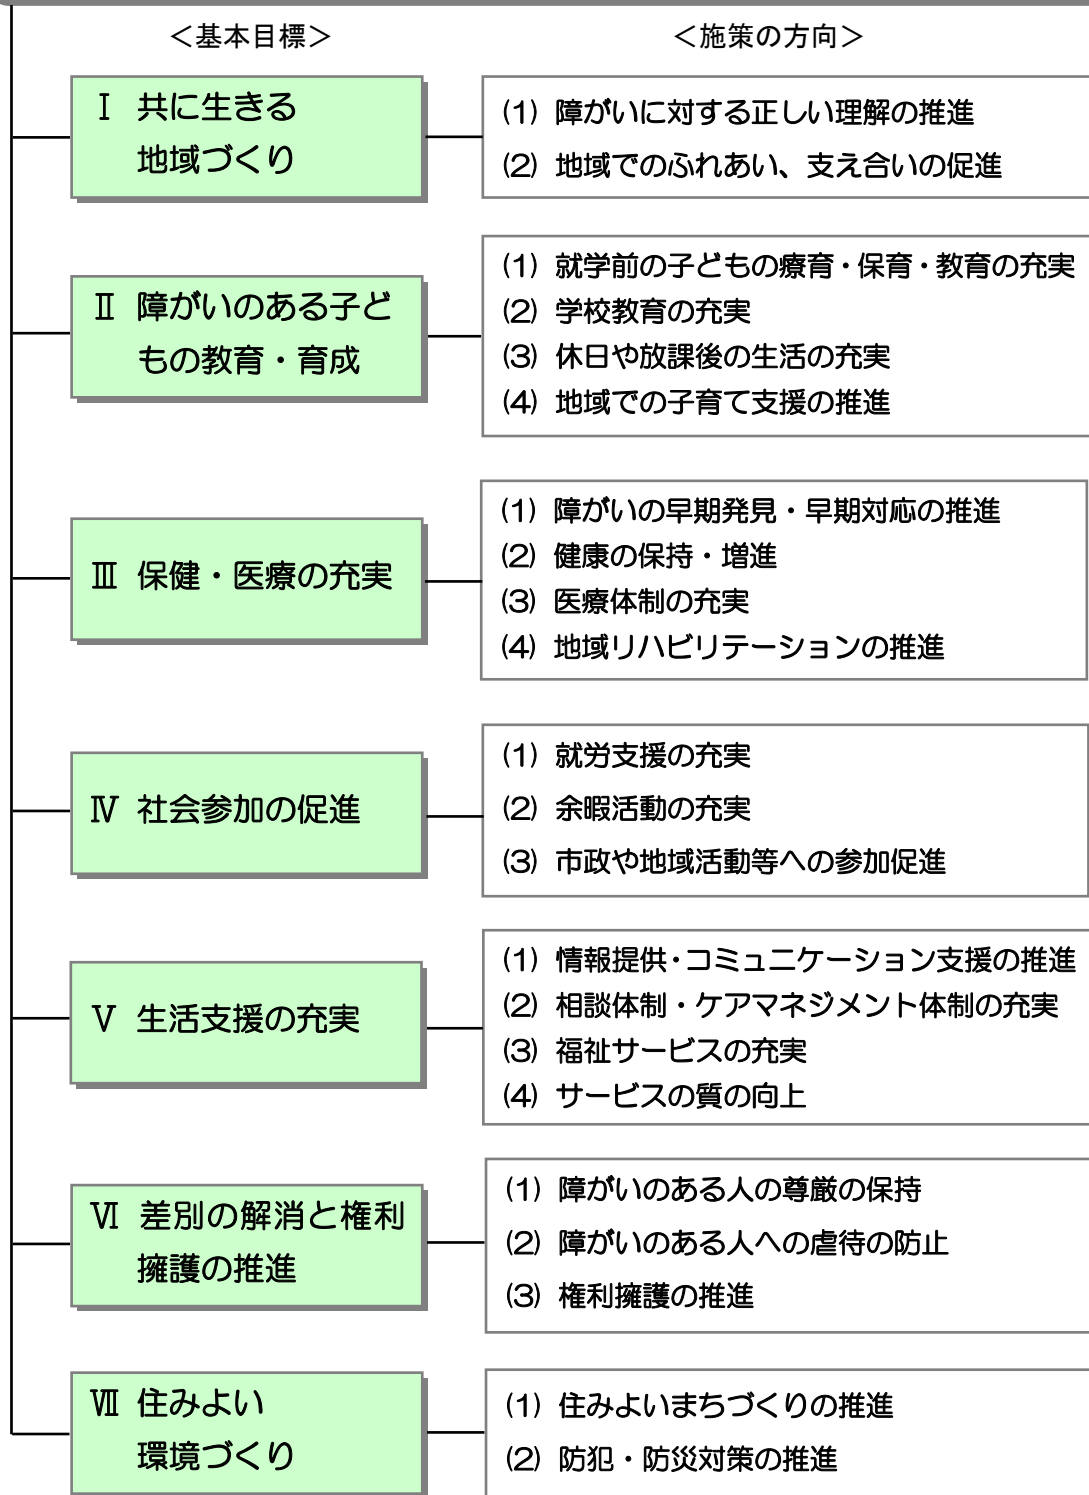 ＜基本目標＞
＜施策の方向＞
Ⅰ 共に生きる
地域づくり
(1) 障がいに対する正しい理解の推進
(2) 地域でのふれあい、支え合いの促進
Ⅱ 障がいのある子ど
もの教育・育成
(1) 就学前の子どもの療育・保育・教育の充実
(2) 学校教育の充実
(3) 休日や放課後の生活の充実
(4) 地域での子育て支援の推進
Ⅲ 保健・医療の充実
(1) 障がいの早期発見・早期対応の推進
(2) 健康の保持・増進
(3) 医療体制の充実
(4) 地域リハビリテーションの推進
Ⅳ 社会参加の促進
(1) 就労支援の充実
(2) 余暇活動の充実
(3) 市政や地域活動等への参加促進
Ⅴ 生活支援の充実
(1) 情報提供・コミュニケーション支援の推進
(2) 相談体制・ケアマネジメント体制の充実
(3) 福祉サービスの充実
(4) サービスの質の向上
Ⅵ 差別の解消と権利
擁護の推進
(1) 障がいのある人の尊厳の保持
(2) 障がいのある人への虐待の防止
(3) 権利擁護の推進
Ⅶ 住みよい
環境づくり
(1) 住みよいまちづくりの推進
(2) 防犯・防災対策の推進